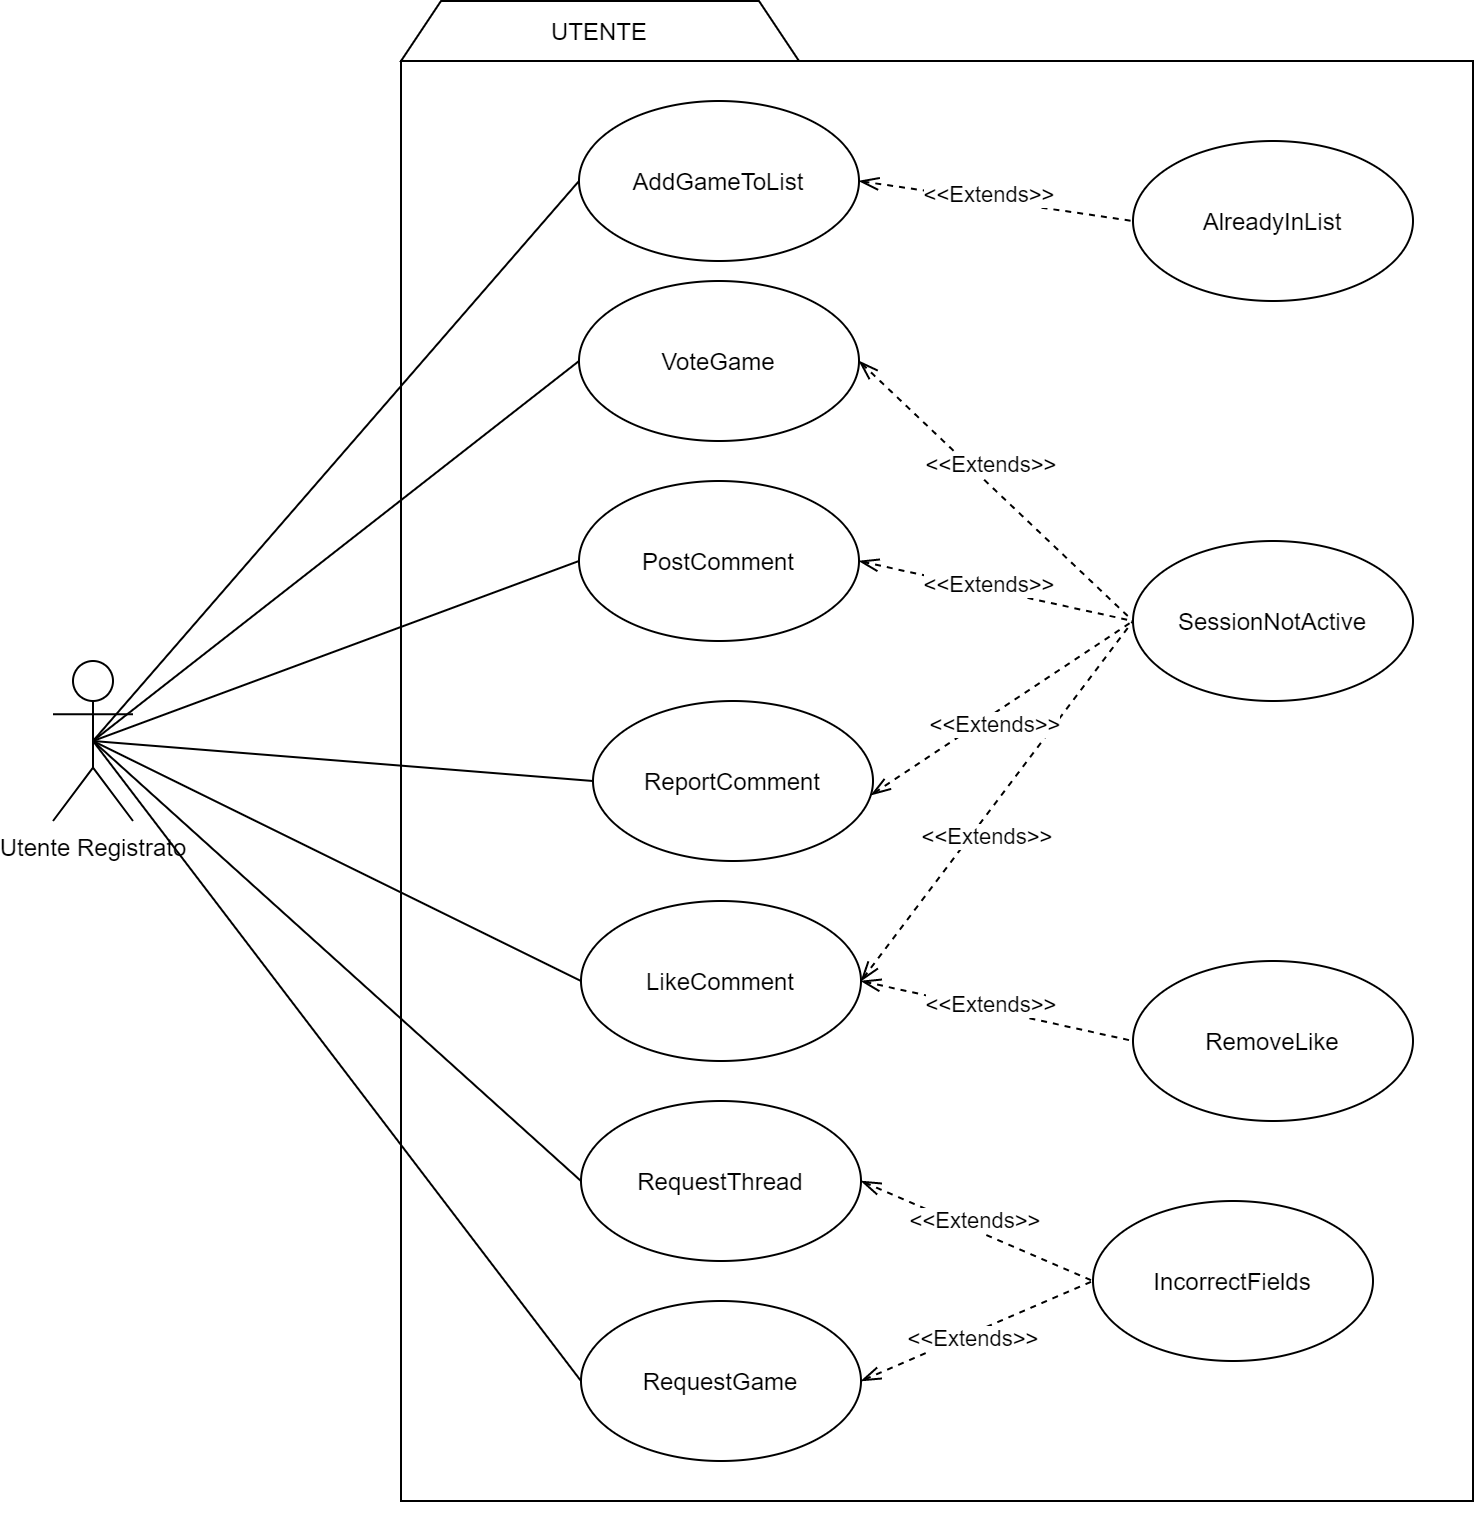 UTENTE
AddGameToList
<<Extends>>
AlreadyInList
VoteGame
<<Extends>>
PostComment
<<Extends>>
SessionNotActive
<<Extends>>
ReportComment
<<Extends>>
Utente Registrato
LikeComment
<<Extends>>
RemoveLike
RequestThread
<<Extends>>
IncorrectFields
<<Extends>>
RequestGame